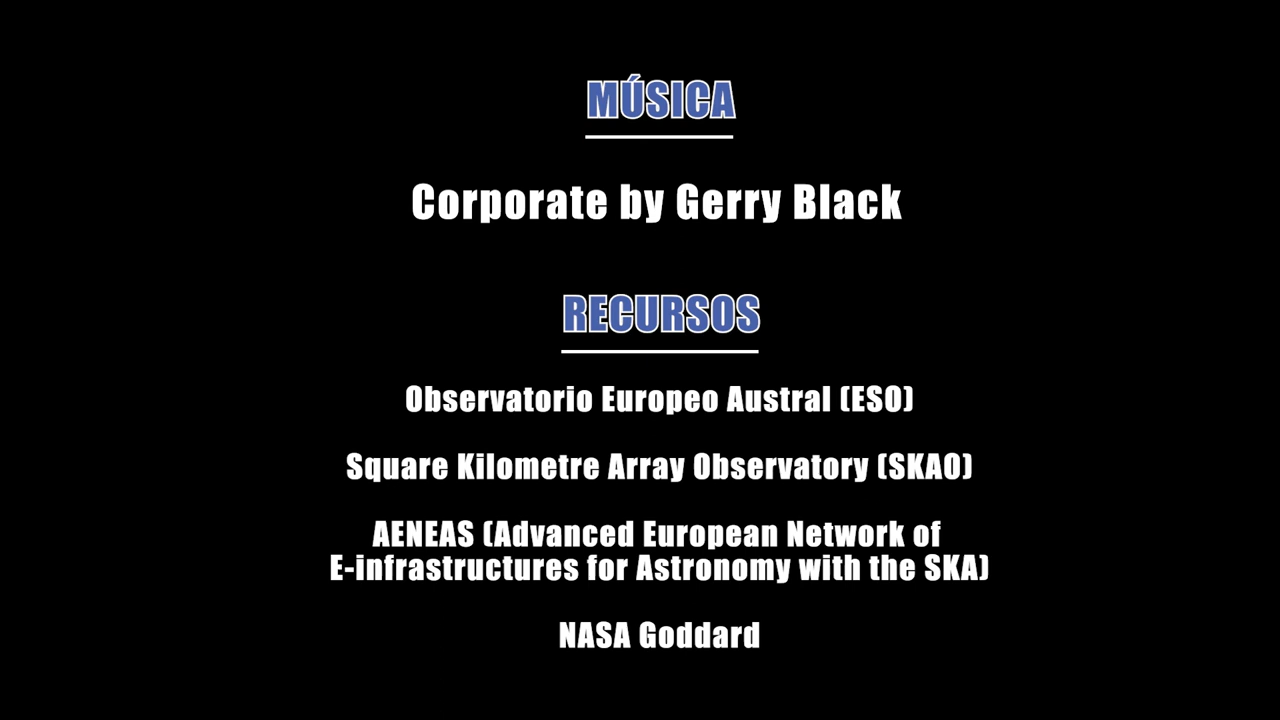 MÚSICA
Corporate by Gerry Black
RECURSOS
Observatorio Europeo Austral (ESO)
Square Kilometre Array Observatory (SKAO)
AENEAS (Advanced European Network of
E-infrastructures for Astronomy with the SKA)
NASA Goddard